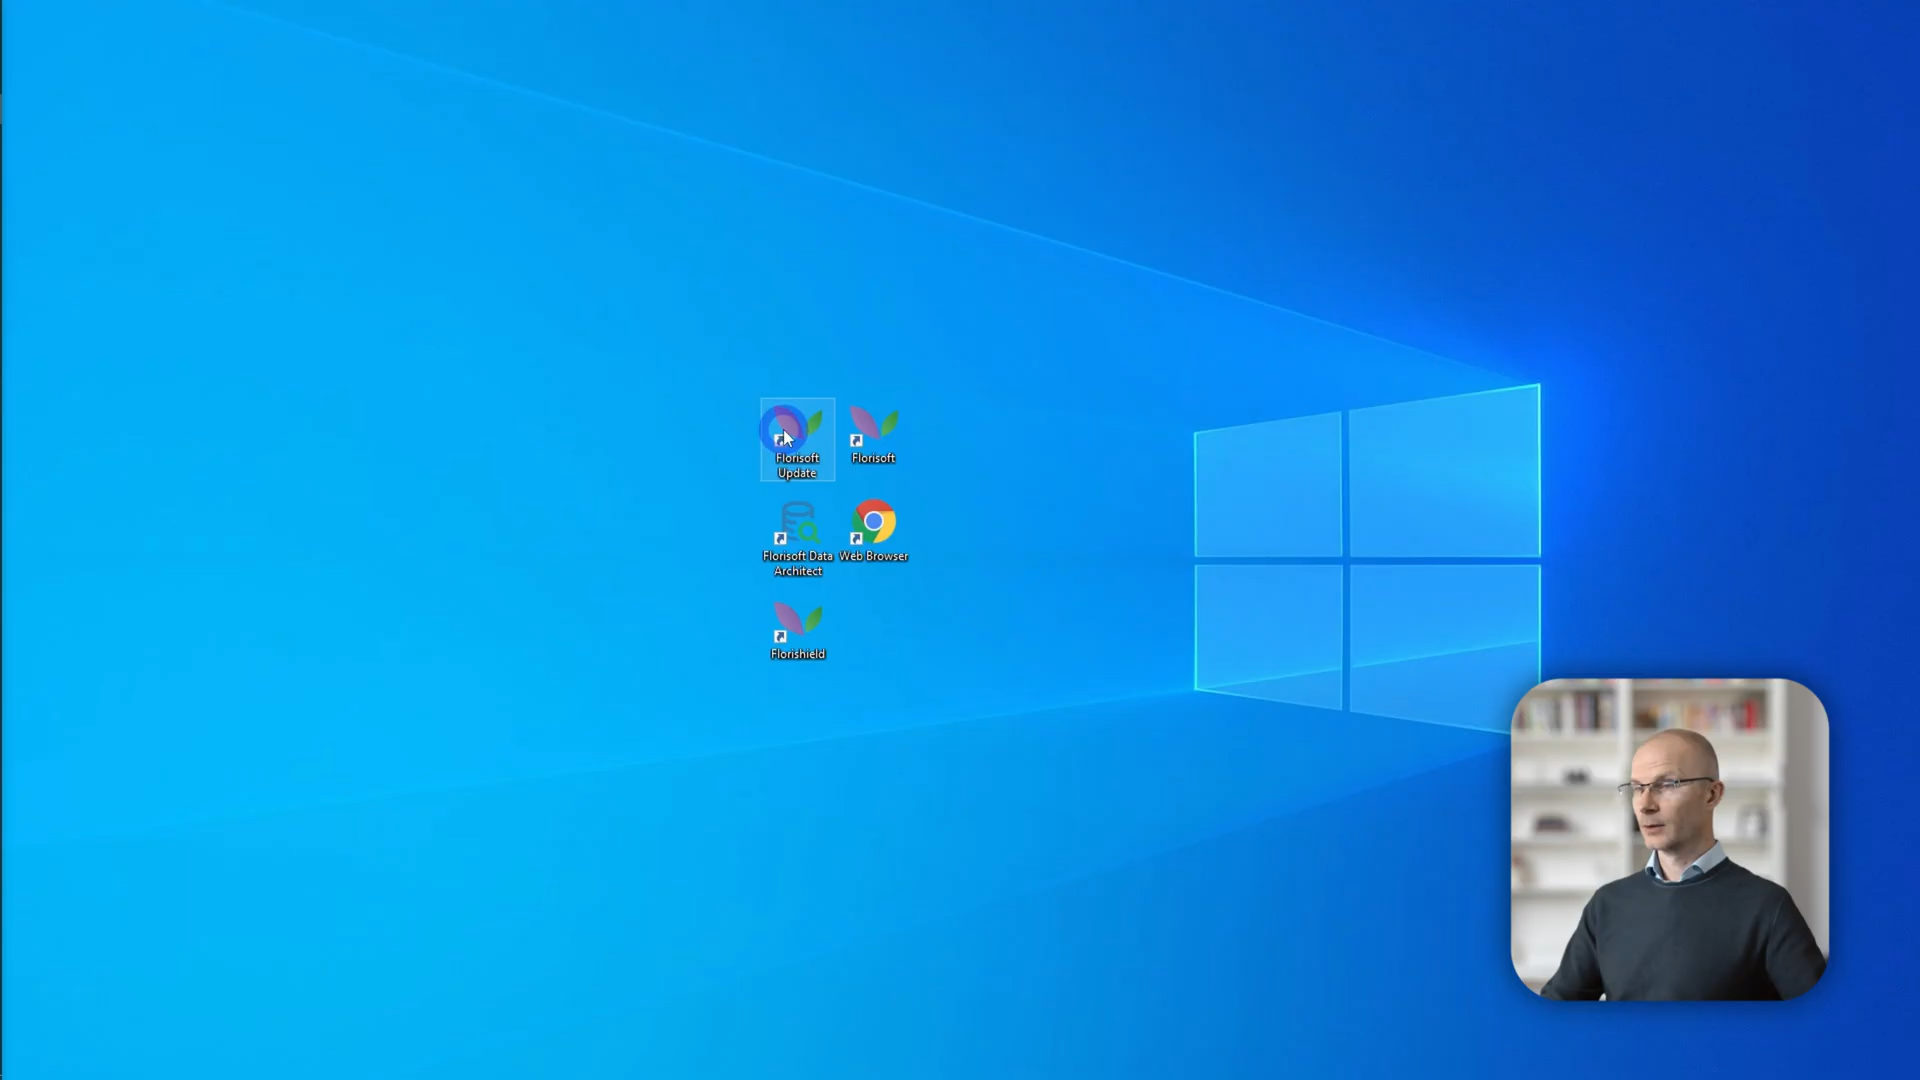 Florisoft
Update
Florisoft
Florisoft Data
Architect
Web Browser
Florishield